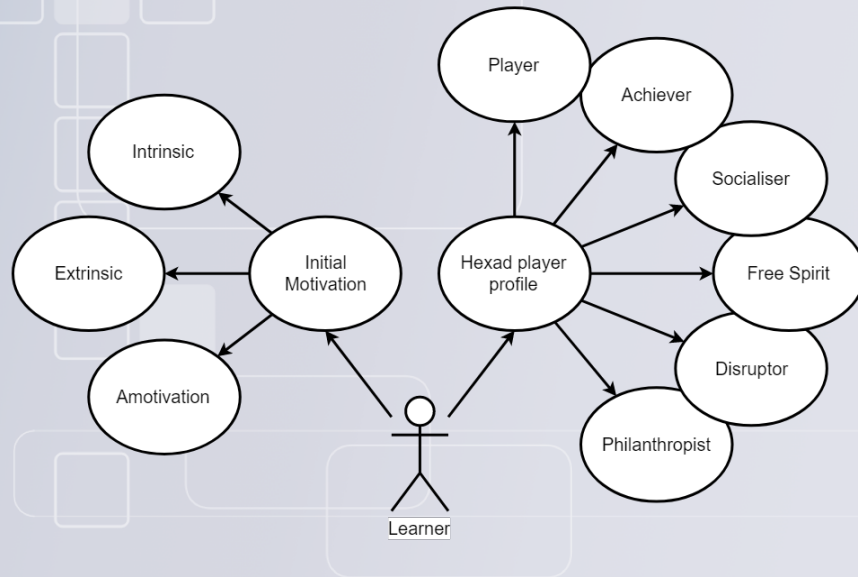 Player
Achiever
Intrinsic
Socialiser
Extrinsic
Initial
Motivation
Hexad player
profile
Free Spirit
Amotivation
Disruptor
Philanthropist
Learner